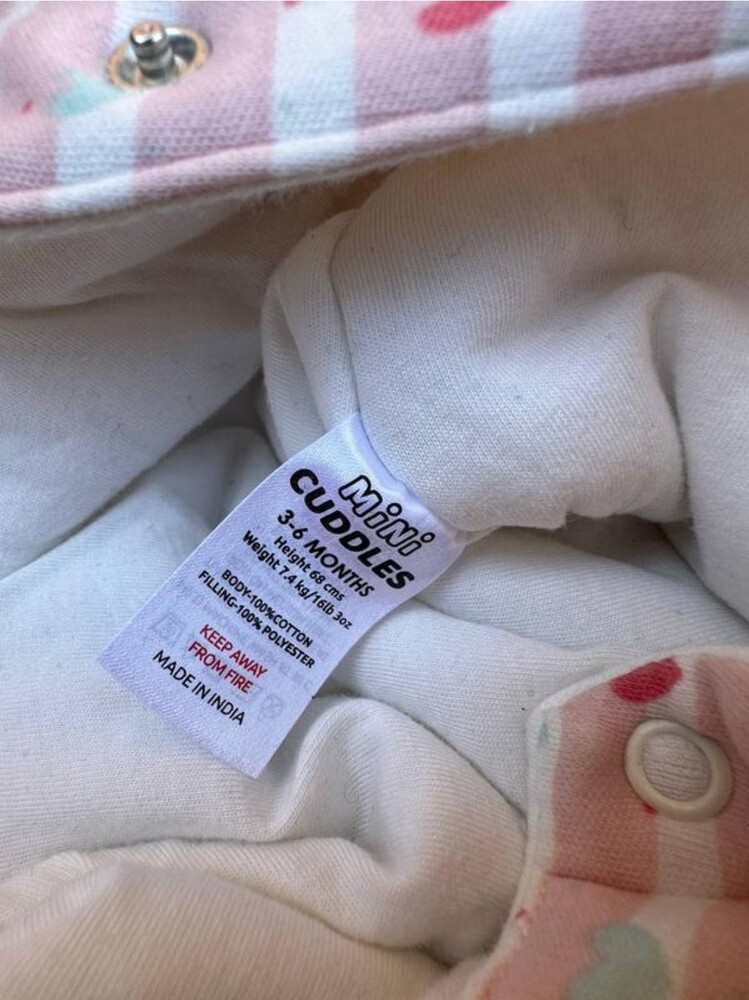 MiNi
CUDDLES
3-6 MONTHS
Height 68 cms
Weight 7.4 kg/16lb 3oz
BODY-100%COTTON
FILLING-100% POLYESTER
KEEP AWAY
FROM FIRE
MADE IN INDIA